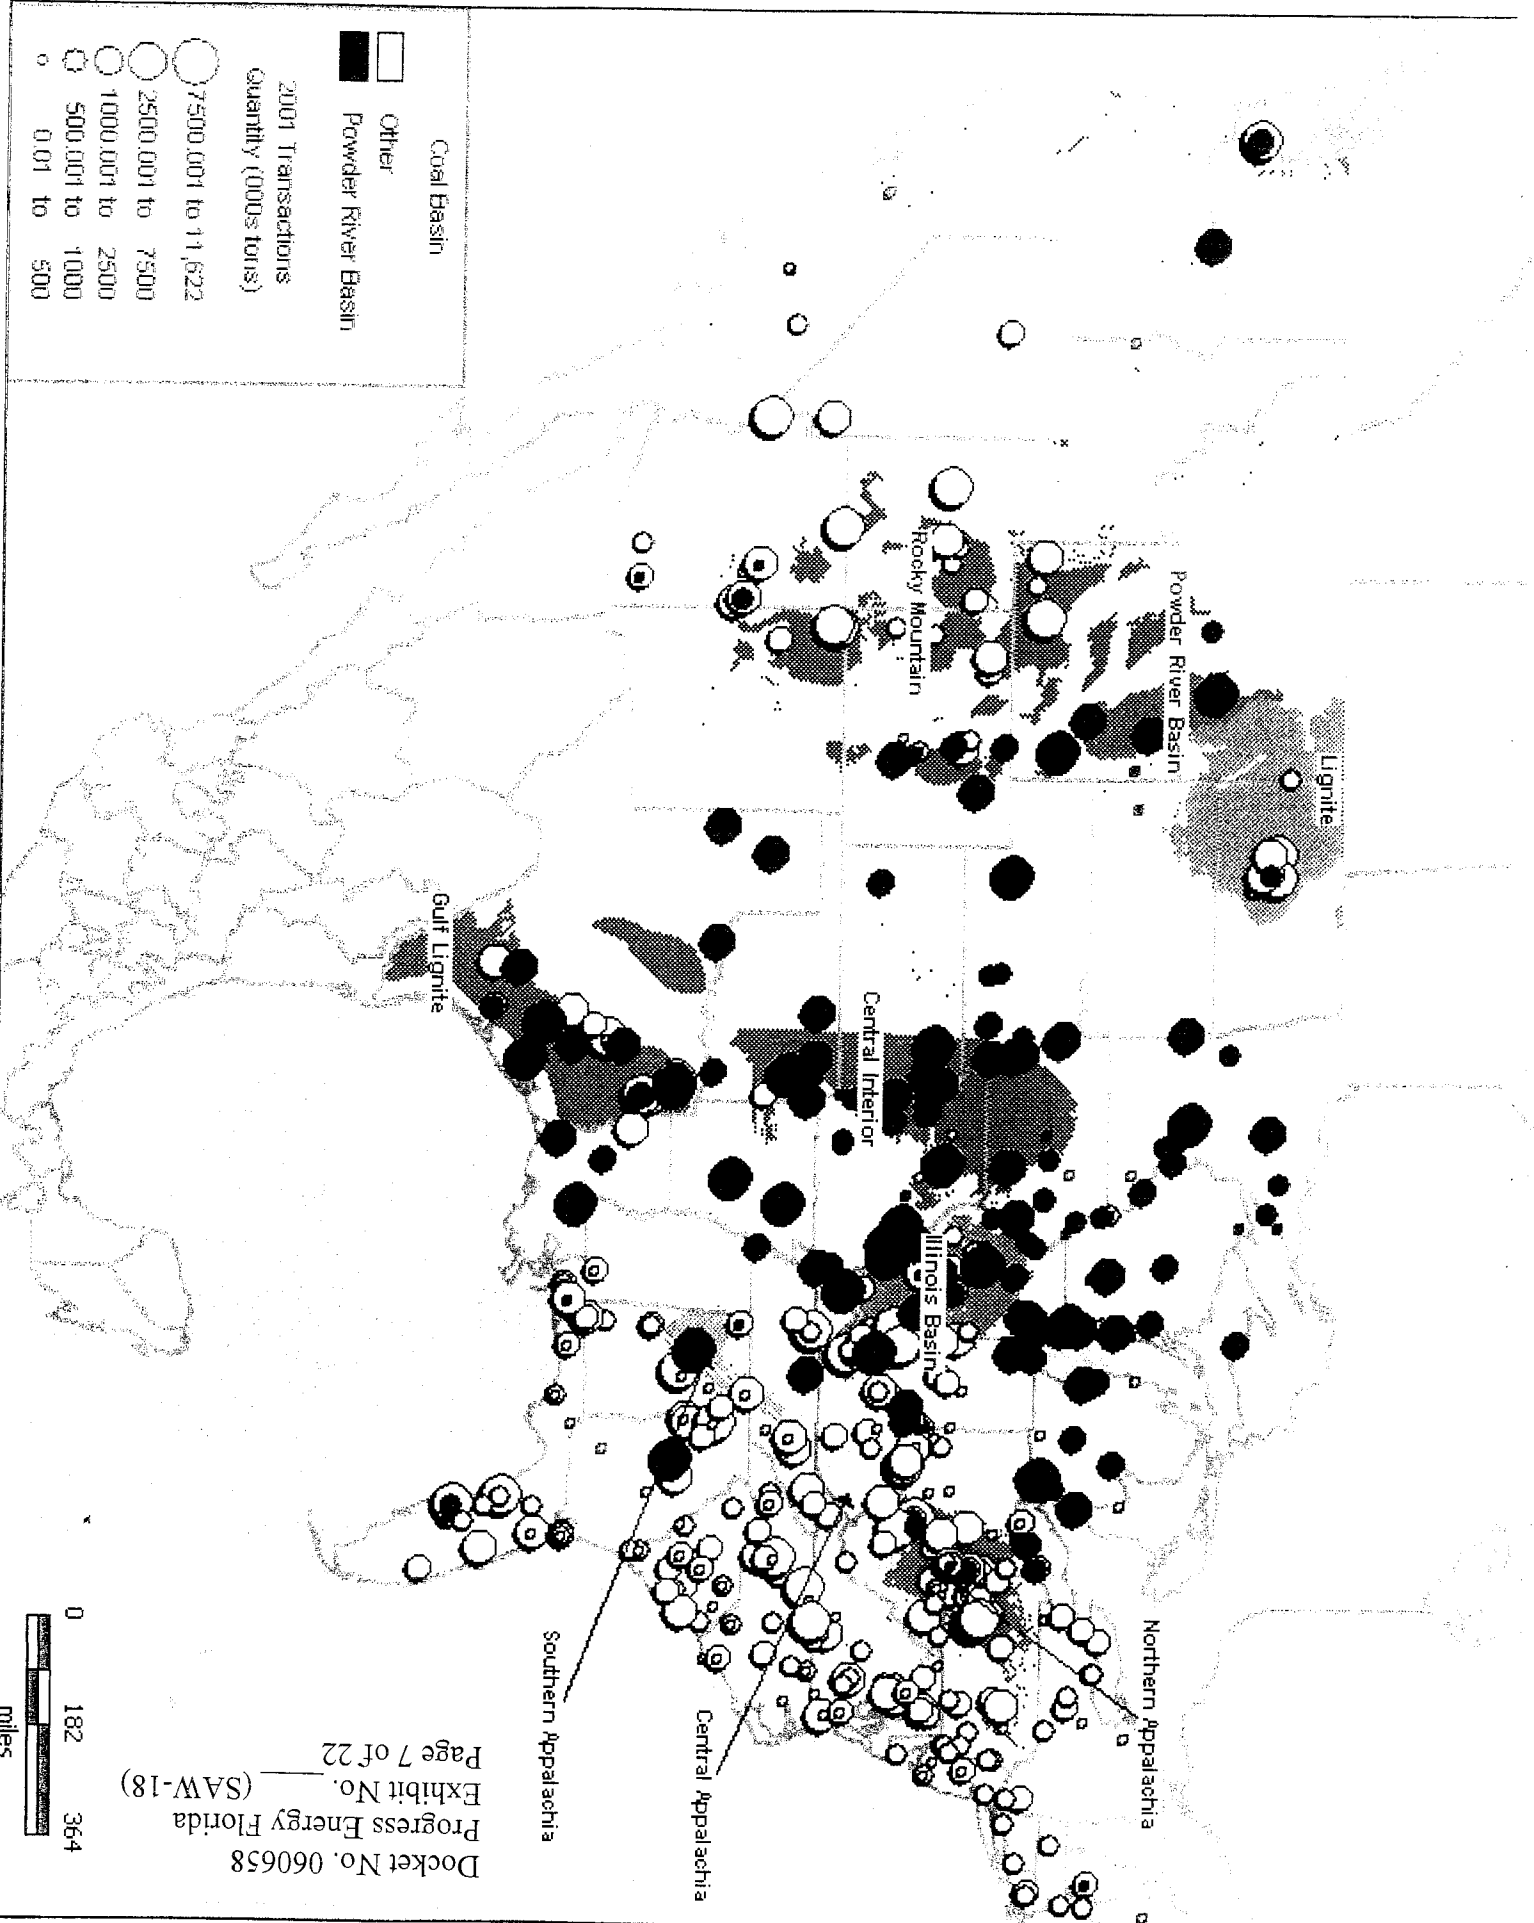 Coal Basin
Other
Powder River Basin
2001 Transactions
Quantity (000s tons)
7500.001 to 11,622
2500.001 to 7500
1000.001 to 2500
500.001 to 1000
0.01 to 500
Lignite
Powder River Basin
Rocky Mountain
Central Interior
Gulf Lignite
Illinois Basin
Northern Appalachia
Central Appalachia
Southern Appalachia
0 182 364
miles
Docket No. 060658
Progress Energy Florida
Exhibit No. ____ (SAW-18)
Page 7 of 22